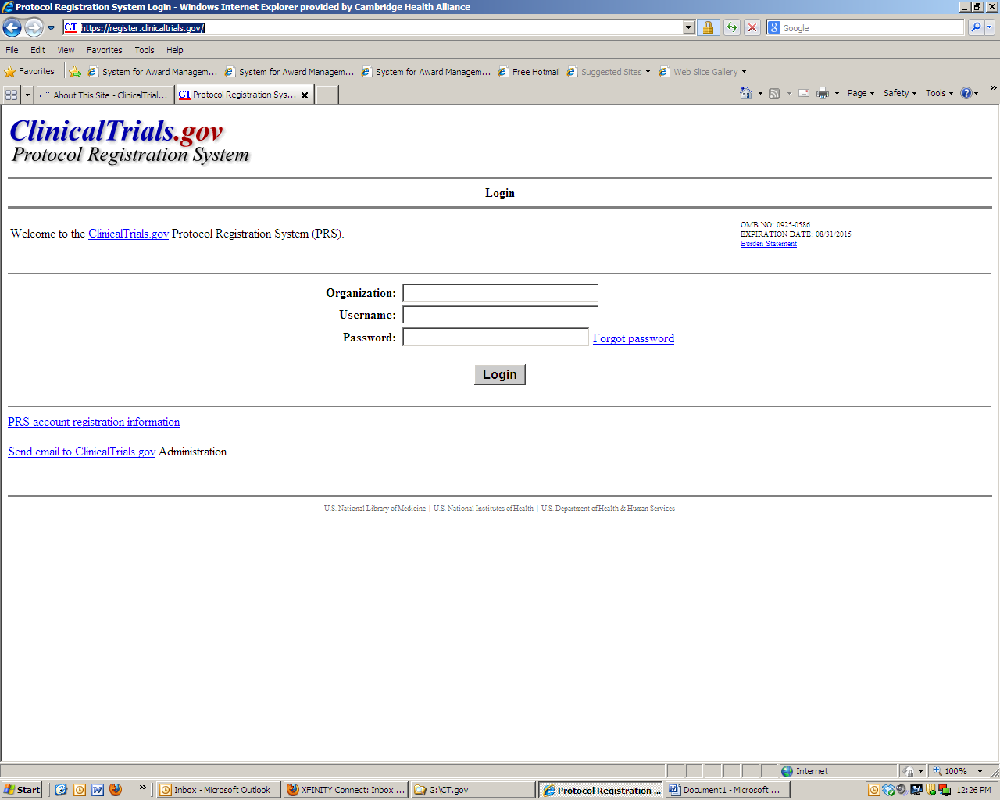 Protocol Registration System Login - Windows Internet Explorer provided by Cambridge Health Alliance
CT https://register.clinicaltrials.gov/
Google
File Edit View Favorites Tools Help
Favorites System for Award Managem... System for Award Managem... System for Award Managem... Free Hotmail Suggested Sites Web Slice Gallery
About This Site - ClinicalTrial... CT Protocol Registration Sys... Page Safety Tools
ClinicalTrials.gov
Protocol Registration System
Login
Welcome to the ClinicalTrials.gov Protocol Registration System (PRS).
OMB NO: 0925-0586
EXPIRATION DATE: 08/31/2015
Burden Statement
Organization:
Username:
Password: Forgot password
Login
PRS account registration information
Send email to ClinicalTrials.gov Administration
U.S. National Library of Medicine | U.S. National Institutes of Health | U.S. Department of Health & Human Services
Internet 100%
Start Inbox - Microsoft Outlook XFINITY Connect: Inbox ... G:\CT.gov Protocol Registration ... Document1 - Microsoft ... 12:26 PM